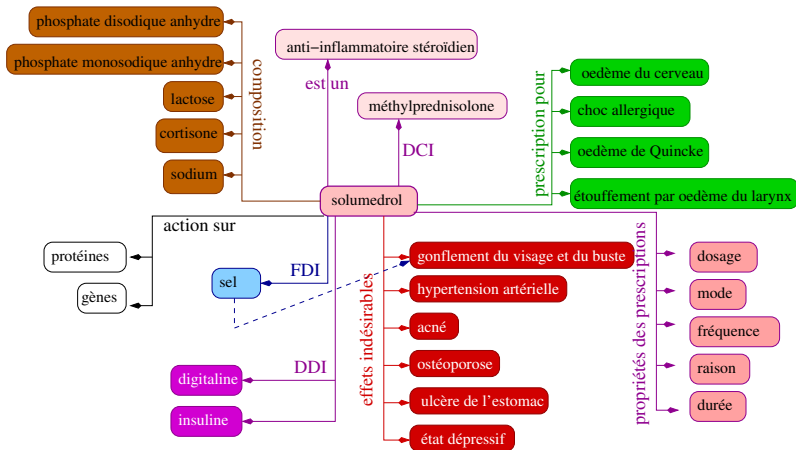 phosphate disodique anhydre
phosphate monosodique anhydre
lactose
cortisone
sodium
composition
anti-inflammatoire stéroïdien
est un
méthylprednisolone
DCI
prescription pour
oedème du cerveau
choc allergique
oedème de Quincke
étouffement par oedème du larynx
solumedrol
action sur
protéines
gènes
sel
FDI
DDI
digitaline
insuline
effets indésirables
gonflement du visage et du buste
hypertension artérielle
acné
ostéoporose
ulcère de l'estomac
état dépressif
propriétés des prescriptions
dosage
mode
fréquence
raison
durée